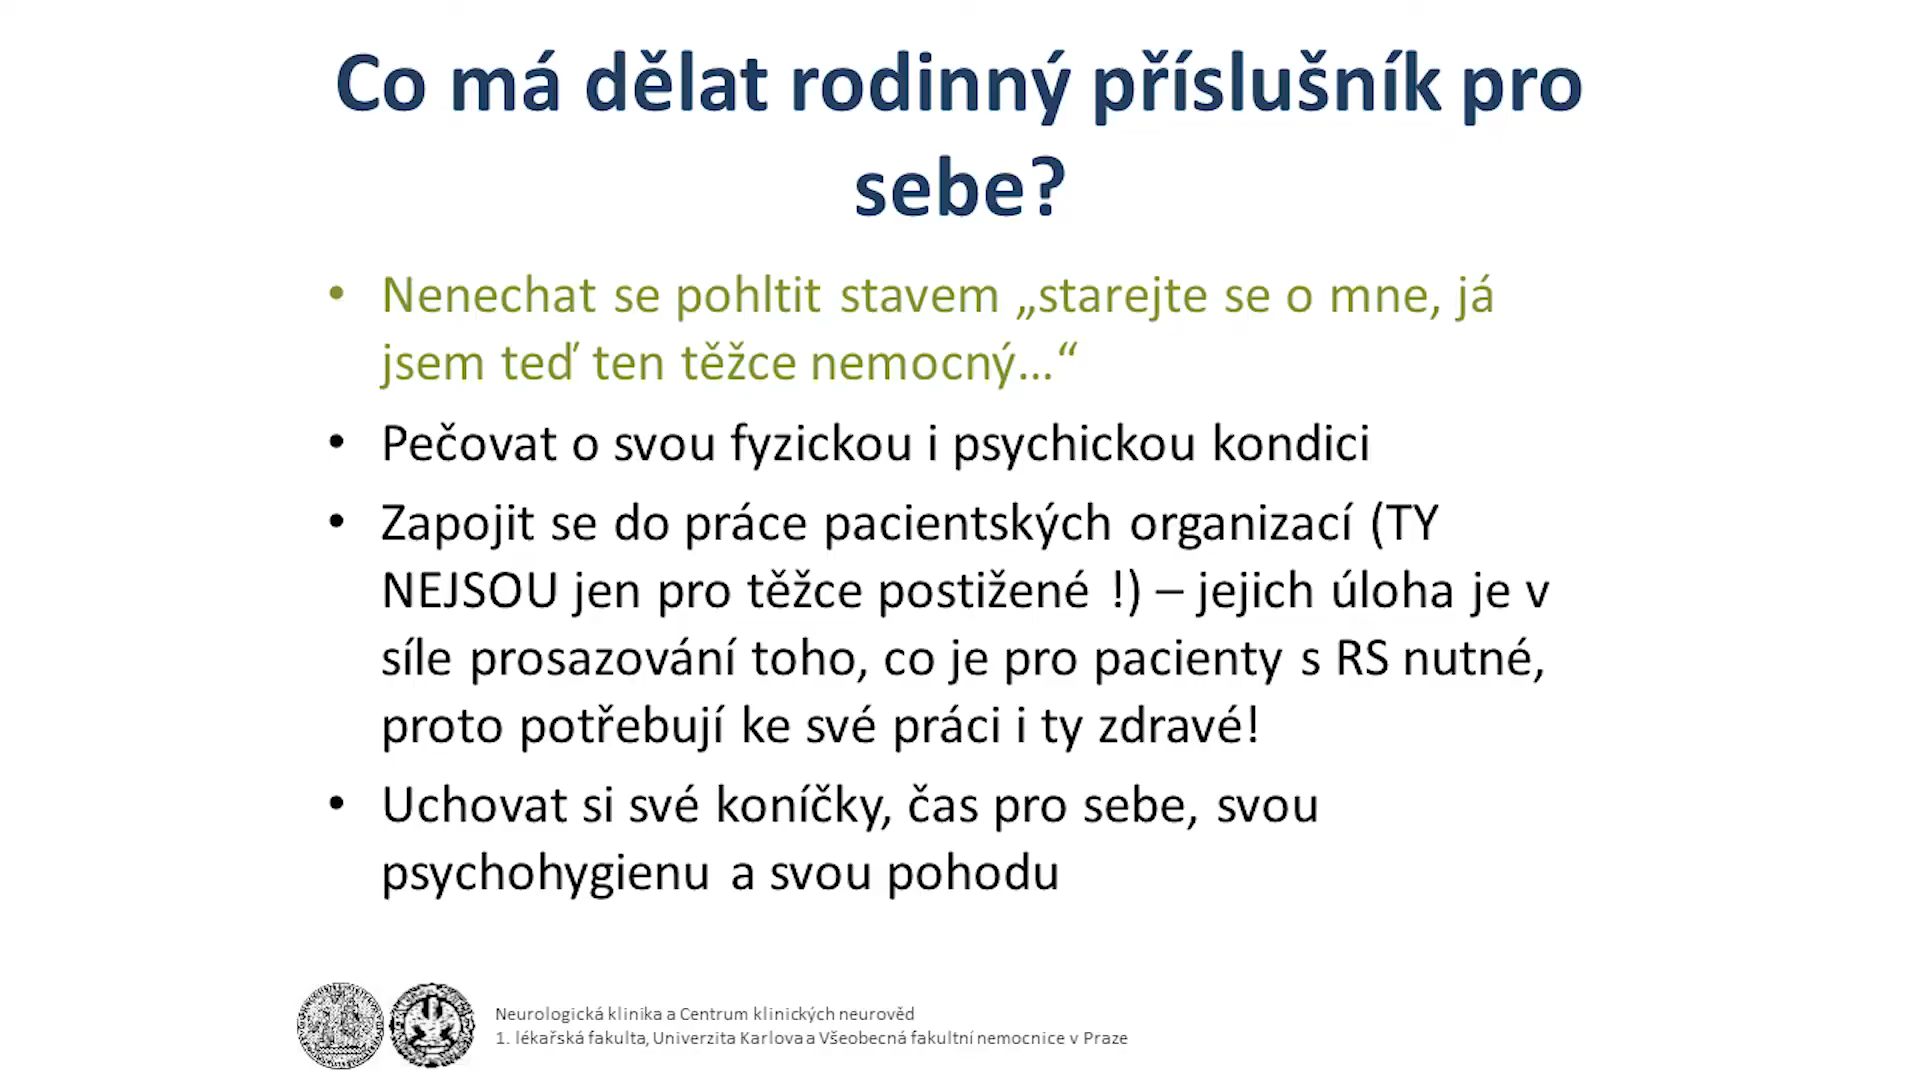 Co má dělat rodinný příslušník pro
sebe?
• Nenechat se pohltit stavem „starejte se o mne, já
jsem teď ten těžce nemocný…“
• Pečovat o svou fyzickou i psychickou kondici
• Zapojit se do práce pacientských organizací (TY
NEJSOU jen pro těžce postižené !) – jejich úloha je v
síle prosazování toho, co je pro pacienty s RS nutné,
proto potřebují ke své práci i ty zdravé!
• Uchovat si své koníčky, čas pro sebe, svou
psychohygienu a svou pohodu
Neurologická klinika a Centrum klinických neurověd
1. lékařská fakulta, Univerzita Karlova a Všeobecná fakultní nemocnice v Praze